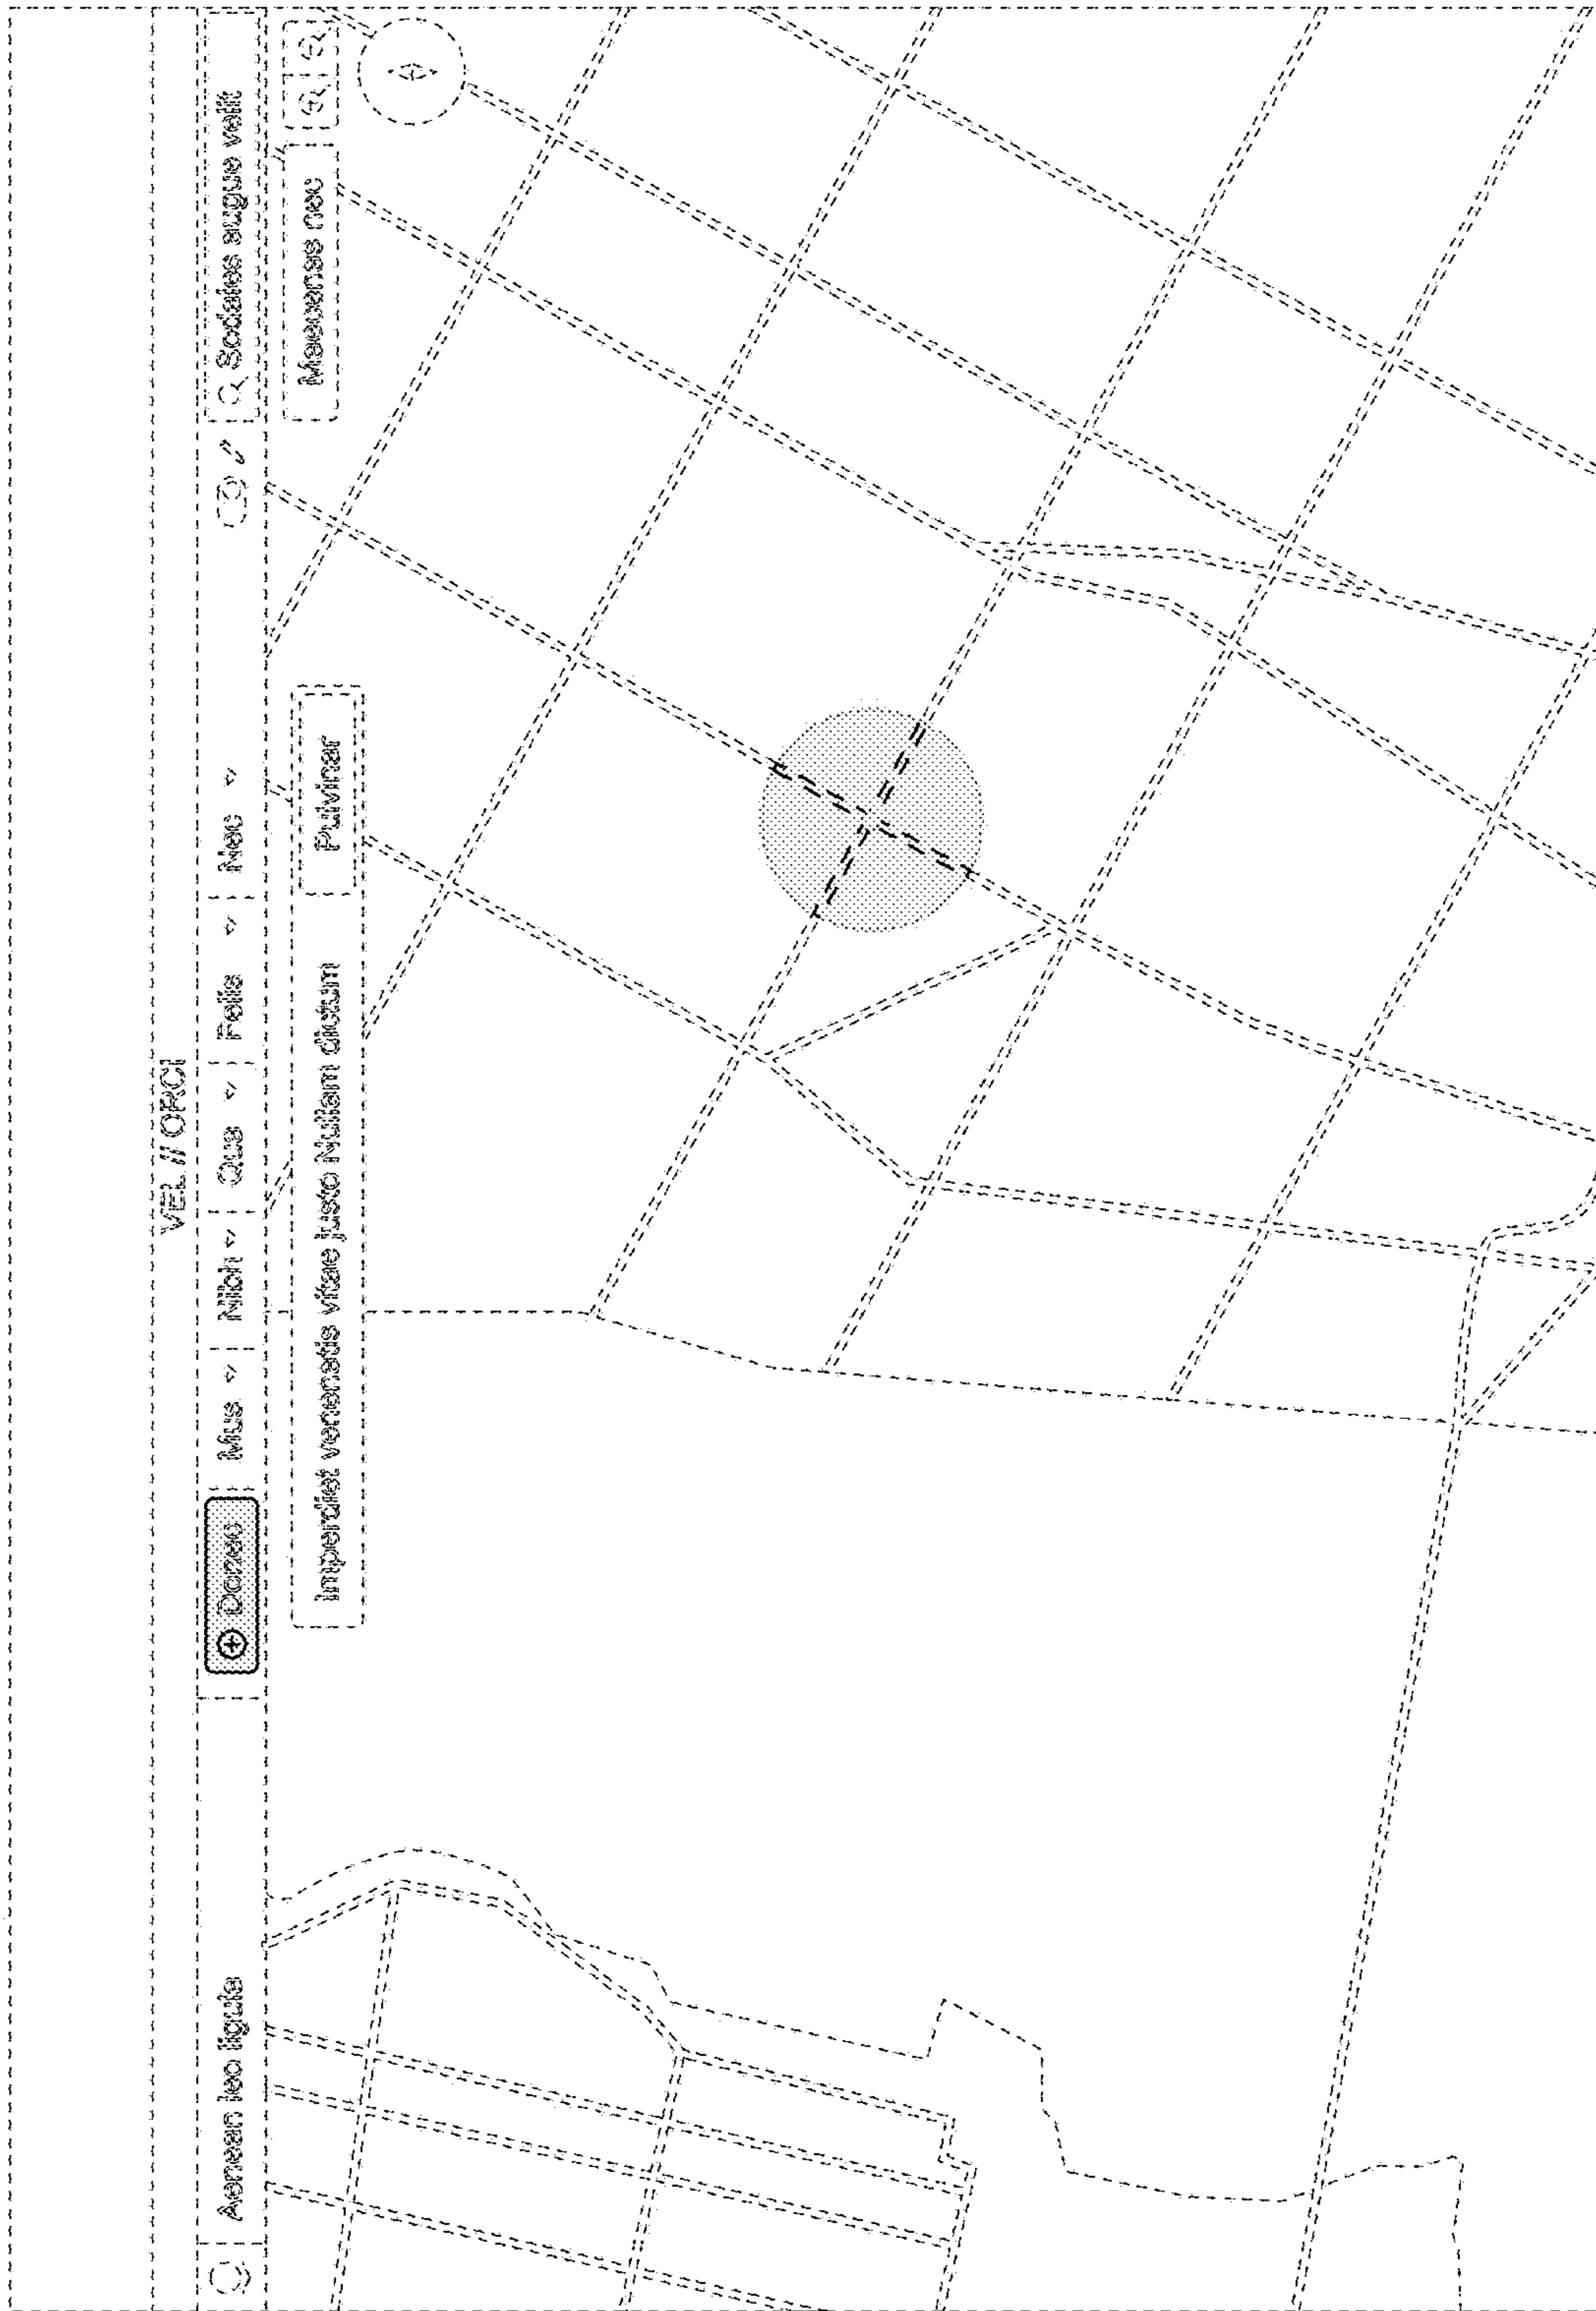 VEL // ORCI
Aenean leo ligula
Donec
Mus
Nibh
Qua
Felis
Nec
Sodales augue velit
Imperdiet venenatis vitae justo Nullam dictum
Pulvinar
Maecenas nec